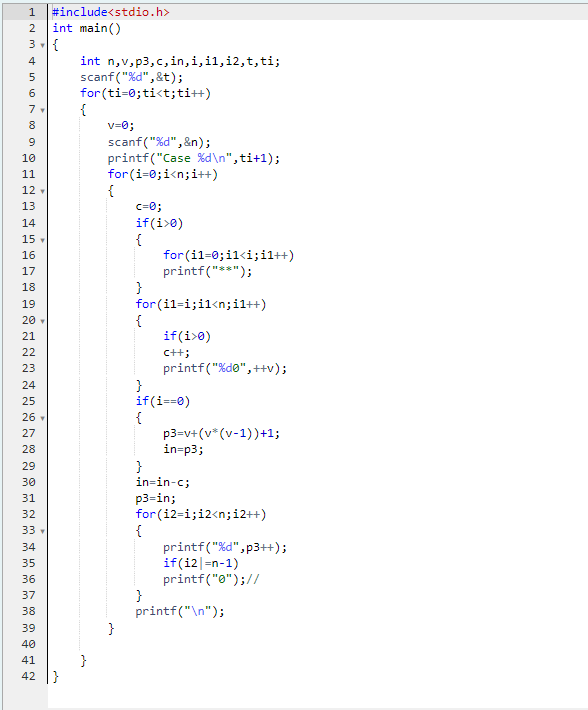 1 #include<stdio.h>
2 int main()
3 {
4 int n,v,p3,c,in,i,i1,i2,t,ti;
5 scanf("%d",&t);
6 for(ti=0;ti<t;ti++)
7 {
8 v=0;
9 scanf("%d",&n);
10 printf("Case %d\n",ti+1);
11 for(i=0;i<n;i++)
12 {
13 c=0;
14 if(i>0)
15 {
16 for(i1=0;i1<i;i1++)
17 printf("**");
18 }
19 for(i1=i;i1<n;i1++)
20 {
21 if(i>0)
22 c++;
23 printf("%d0",++v);
24 }
25 if(i==0)
26 {
27 p3=v+(v*(v-1))+1;
28 in=p3;
29 }
30 in=in-c;
31 p3=in;
32 for(i2=i;i2<n;i2++)
33 {
34 printf("%d",p3++);
35 if(i2|=n-1)
36 printf("0");//
37 }
38 printf("\n");
39 }
40
41 }
42 }